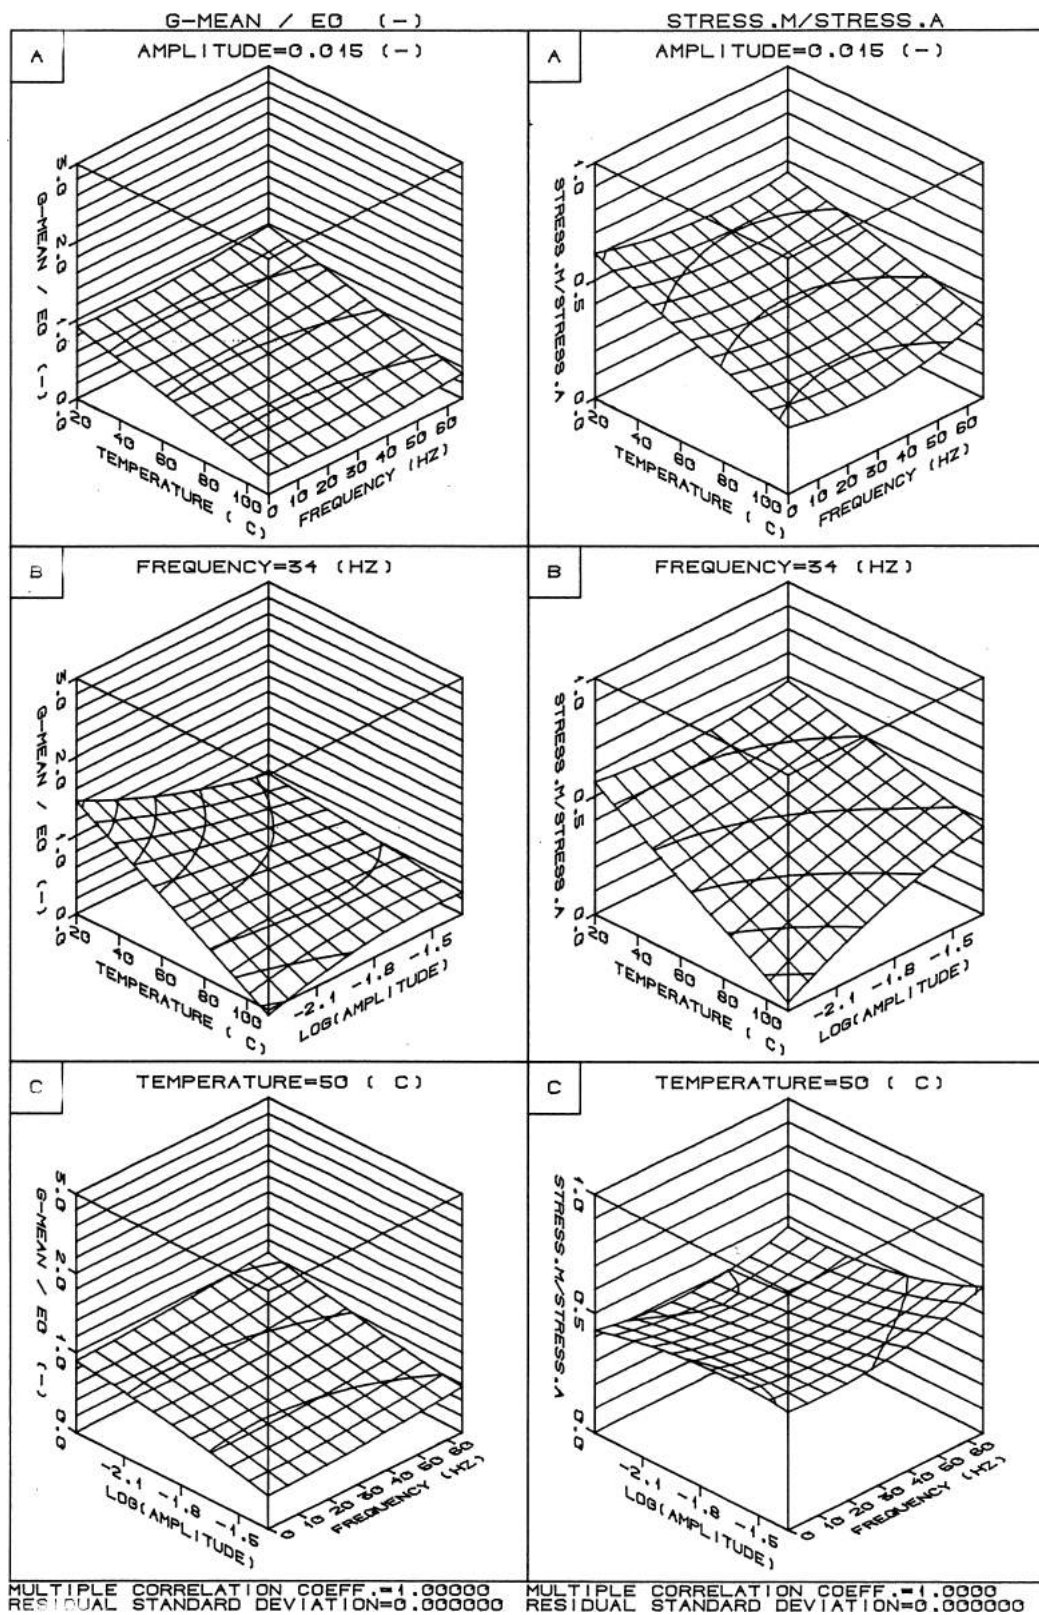 G-MEAN / E0 (-)
A
AMPLITUDE=0.015 (-)
G-MEAN / E0 (-)
3.0
2.0
1.0
0.0
20 40 60 80 100
TEMPERATURE ( C)
0 10 20 30 40 50 60
FREQUENCY (HZ)
B
FREQUENCY=34 (HZ)
G-MEAN / E0 (-)
3.0
2.0
1.0
0.0
20 40 60 80 100
TEMPERATURE ( C)
-2.1 -1.8 -1.5
LOG(AMPLITUDE)
C
TEMPERATURE=50 ( C)
G-MEAN / E0 (-)
3.0
2.0
1.0
0.0
-2.1 -1.8 -1.5
LOG(AMPLITUDE)
0 10 20 30 40 50 60
FREQUENCY (HZ)
MULTIPLE CORRELATION COEFF.=1.00000
RESIDUAL STANDARD DEVIATION=0.000000
STRESS.M/STRESS.A
A
AMPLITUDE=0.015 (-)
STRESS.M/STRESS.A
1.0
0.5
0.0
20 40 60 80 100
TEMPERATURE ( C)
0 10 20 30 40 50 60
FREQUENCY (HZ)
B
FREQUENCY=34 (HZ)
STRESS.M/STRESS.A
1.0
0.5
0.0
20 40 60 80 100
TEMPERATURE ( C)
-2.1 -1.8 -1.5
LOG(AMPLITUDE)
C
TEMPERATURE=50 ( C)
STRESS.M/STRESS.A
1.0
0.5
0.0
-2.1 -1.8 -1.5
LOG(AMPLITUDE)
0 10 20 30 40 50 60
FREQUENCY (HZ)
MULTIPLE CORRELATION COEFF.=1.0000
RESIDUAL STANDARD DEVIATION=0.000000